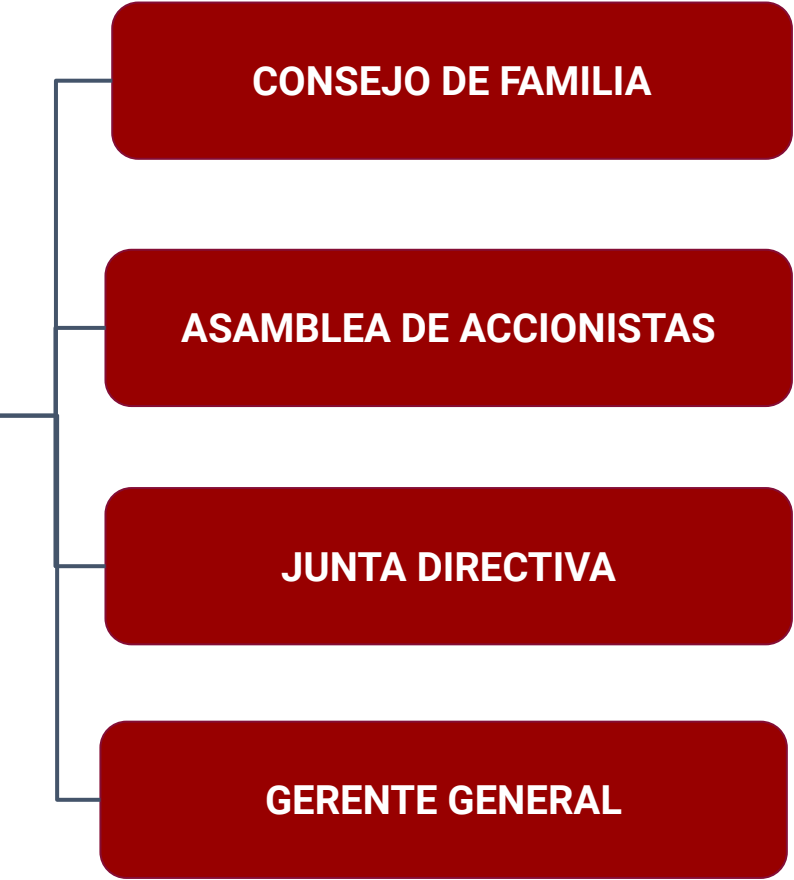 CONSEJO DE FAMILIA
ASAMBLEA DE ACCIONISTAS
JUNTA DIRECTIVA
GERENTE GENERAL